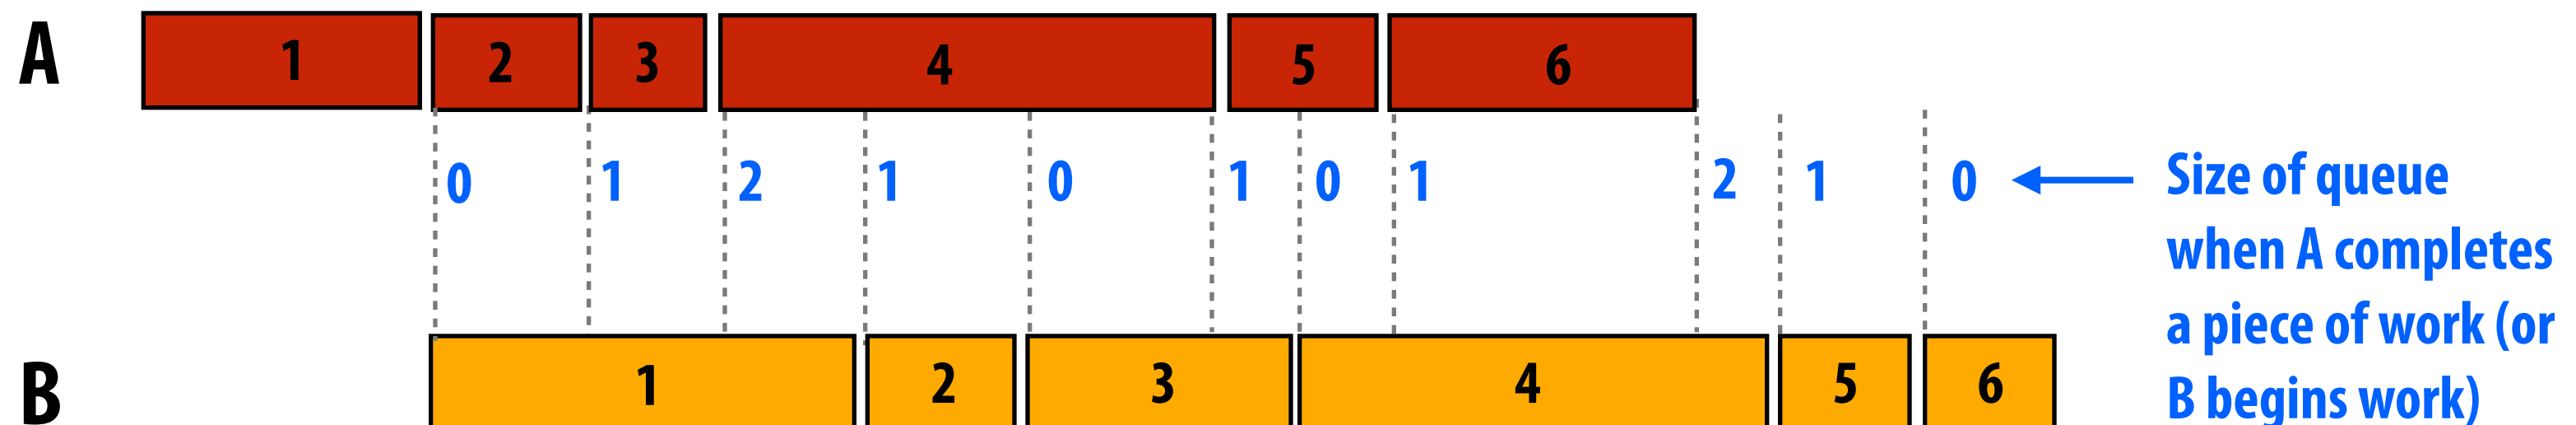 A 1 2 3 4 5 6
0 1 2 1 0 1 0 1 2 1 0
Size of queue
when A completes
a piece of work (or
B begins work)
B 1 2 3 4 5 6